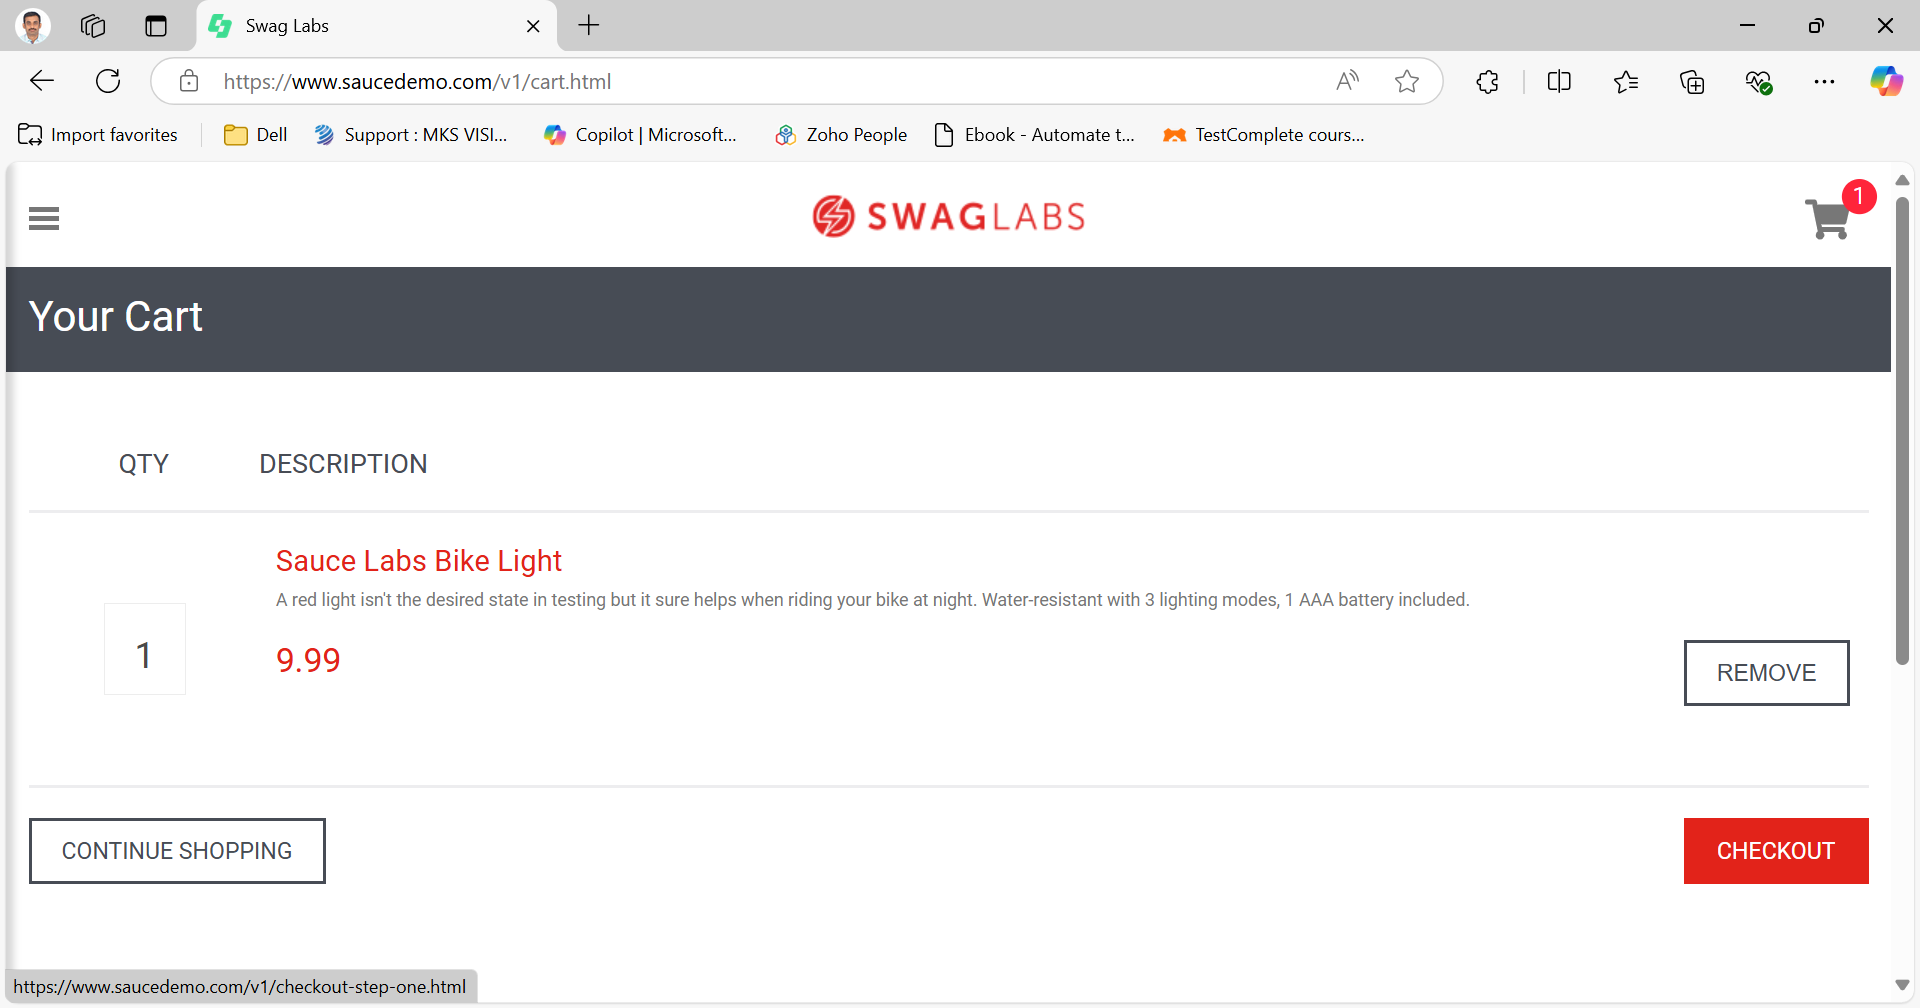 Swag Labs
https://www.saucedemo.com/v1/cart.html
Import favorites
Dell
Support : MKS VISI...
Copilot | Microsoft...
Zoho People
Ebook - Automate t...
TestComplete cours...
SWAGLABS
1
Your Cart
QTY DESCRIPTION
Sauce Labs Bike Light
A red light isn't the desired state in testing but it sure helps when riding your bike at night. Water-resistant with 3 lighting modes, 1 AAA battery included.
1
9.99
REMOVE
CONTINUE SHOPPING
CHECKOUT
https://www.saucedemo.com/v1/checkout-step-one.html